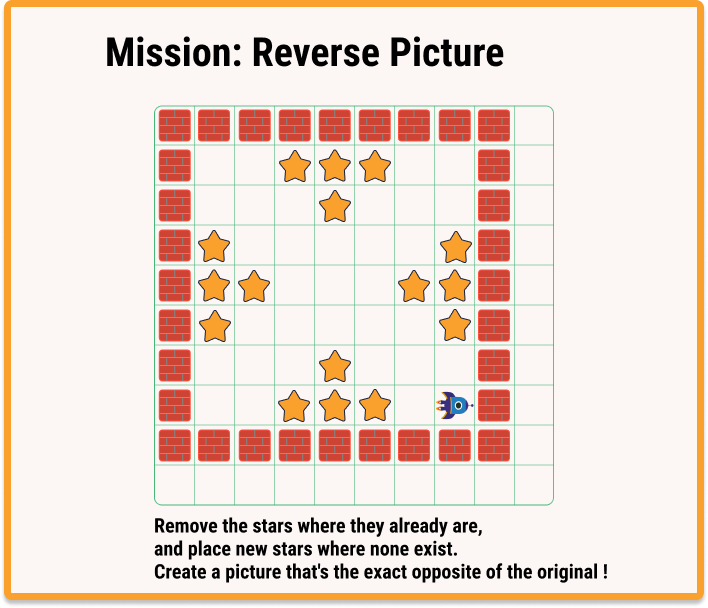 Mission: Reverse Picture
Remove the stars where they already are,
and place new stars where none exist.
Create a picture that's the exact opposite of the original !